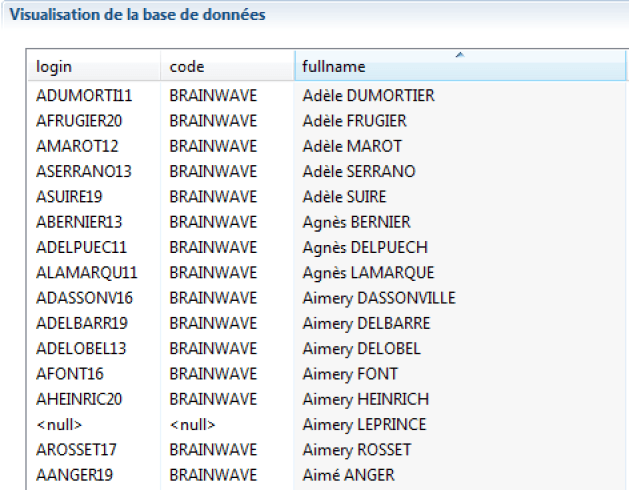 Visualisation de la base de données
login code fullname
ADUMORTI11 BRAINWAVE Adèle DUMORTIER
AFRUGIER20 BRAINWAVE Adèle FRUGIER
AMAROT12 BRAINWAVE Adèle MAROT
ASERRANO13 BRAINWAVE Adèle SERRANO
ASUIRE19 BRAINWAVE Adèle SUIRE
ABERNIER13 BRAINWAVE Agnès BERNIER
ADELPUEC11 BRAINWAVE Agnès DELPUECH
ALAMARQU11 BRAINWAVE Agnès LAMARQUE
ADASSONV16 BRAINWAVE Aimery DASSONVILLE
ADELBARR19 BRAINWAVE Aimery DELBARRE
ADELOBEL13 BRAINWAVE Aimery DELOBEL
AFONT16 BRAINWAVE Aimery FONT
AHEINRIC20 BRAINWAVE Aimery HEINRICH
<null> <null> Aimery LEPRINCE
AROSSET17 BRAINWAVE Aimery ROSSET
AANGER19 BRAINWAVE Aimé ANGER